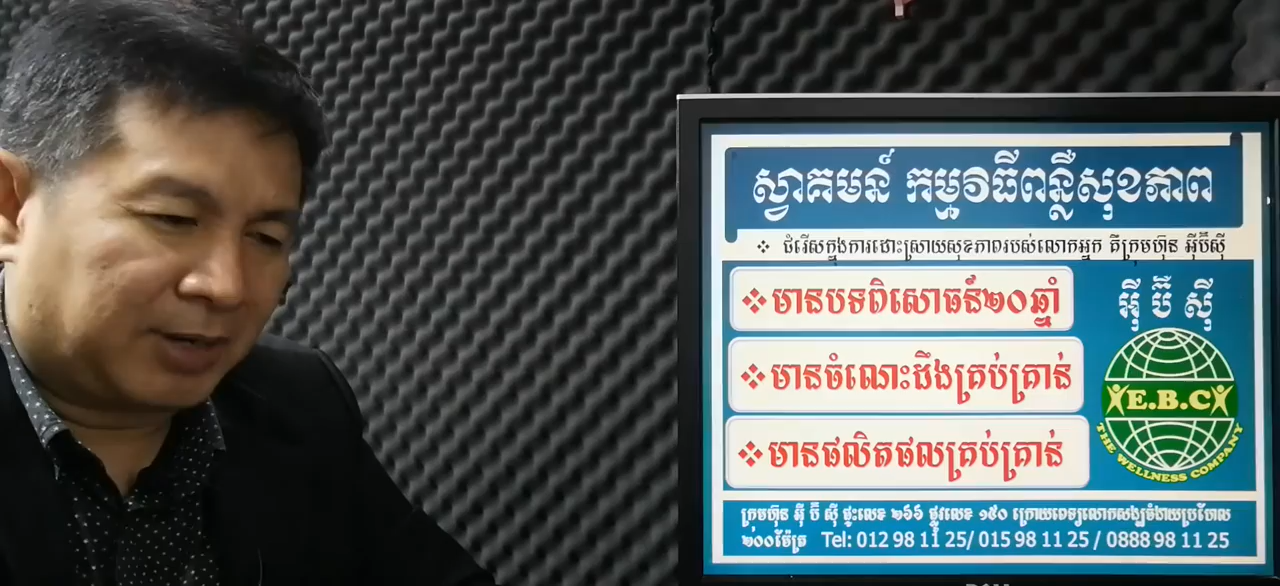 ស្វាគមន៍ កម្មវិធីពន្លឺសុខភាព
❖ ជំរើសក្នុងការដោះស្រាយសុខភាពរបស់លោកអ្នក គឺក្រុមហ៊ុន អ៊ីប៊ីស៊ី
❖មានបទពិសោធន៍២០ឆ្នាំ
❖មានចំណេះដឹងគ្រប់គ្រាន់
❖មានផលិតផលគ្រប់គ្រាន់
អ៊ី ប៊ី ស៊ី
E.B.C
THE WELLNESS COMPANY
ក្រុមហ៊ុន អ៊ី ប៊ី ស៊ី ផ្ទះលេខ ២៦៦ ផ្លូវលេខ ១៩០ ក្រោយពេទ្យលោកសង្ឃចំងាយប្រហែល
២០០ម៉ែត្រ Tel: 012 98 11 25/ 015 98 11 25 / 0888 98 11 25